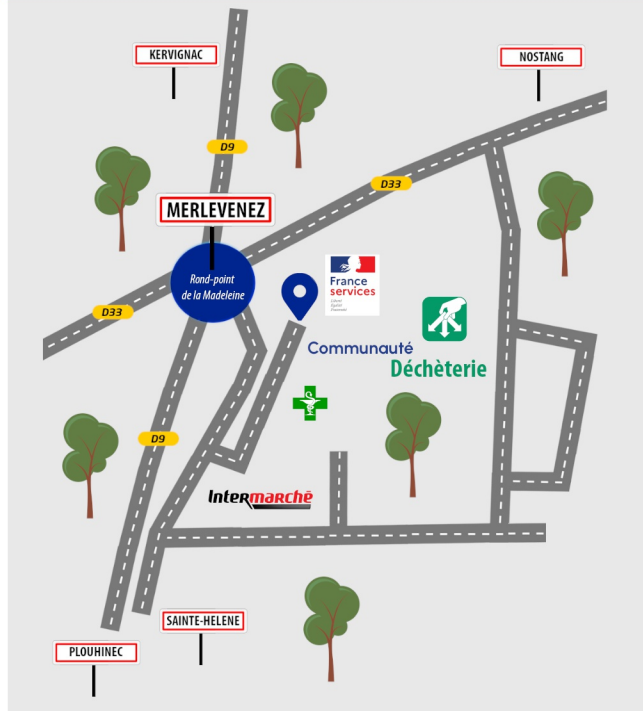 KERVIGNAC
NOSTANG
D9
D33
MERLEVENEZ
Rond-point
de la Madeleine
France
services
D33
Communauté
Déchèterie
D9
Intermarché
SAINTE-HELENE
PLOUHINEC